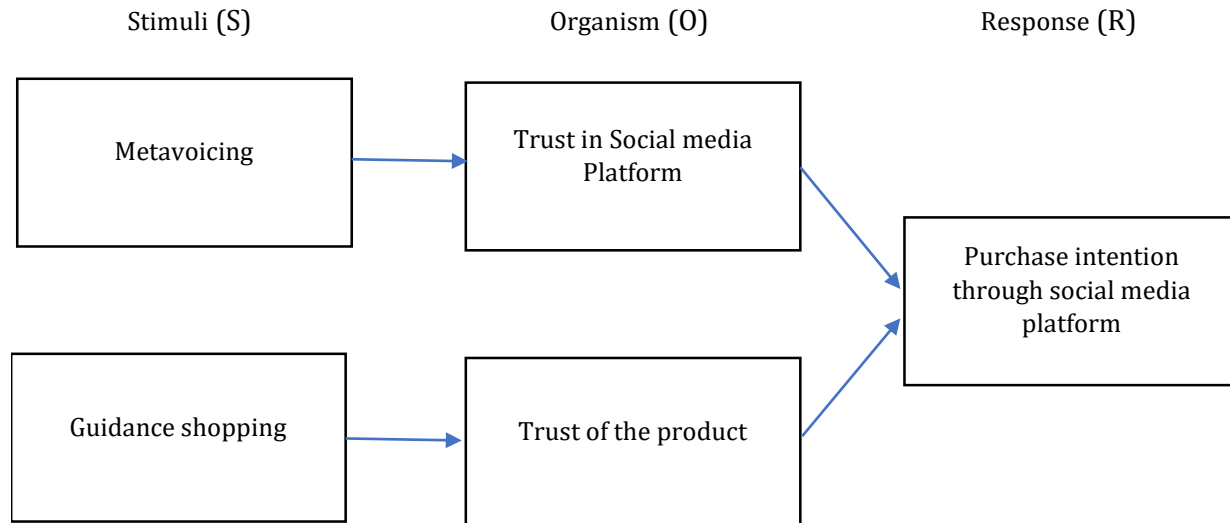 Stimuli (S)
Organism (O)
Response (R)
Metavoicing
Trust in Social media
Platform
Purchase intention
through social media
platform
Guidance shopping
Trust of the product